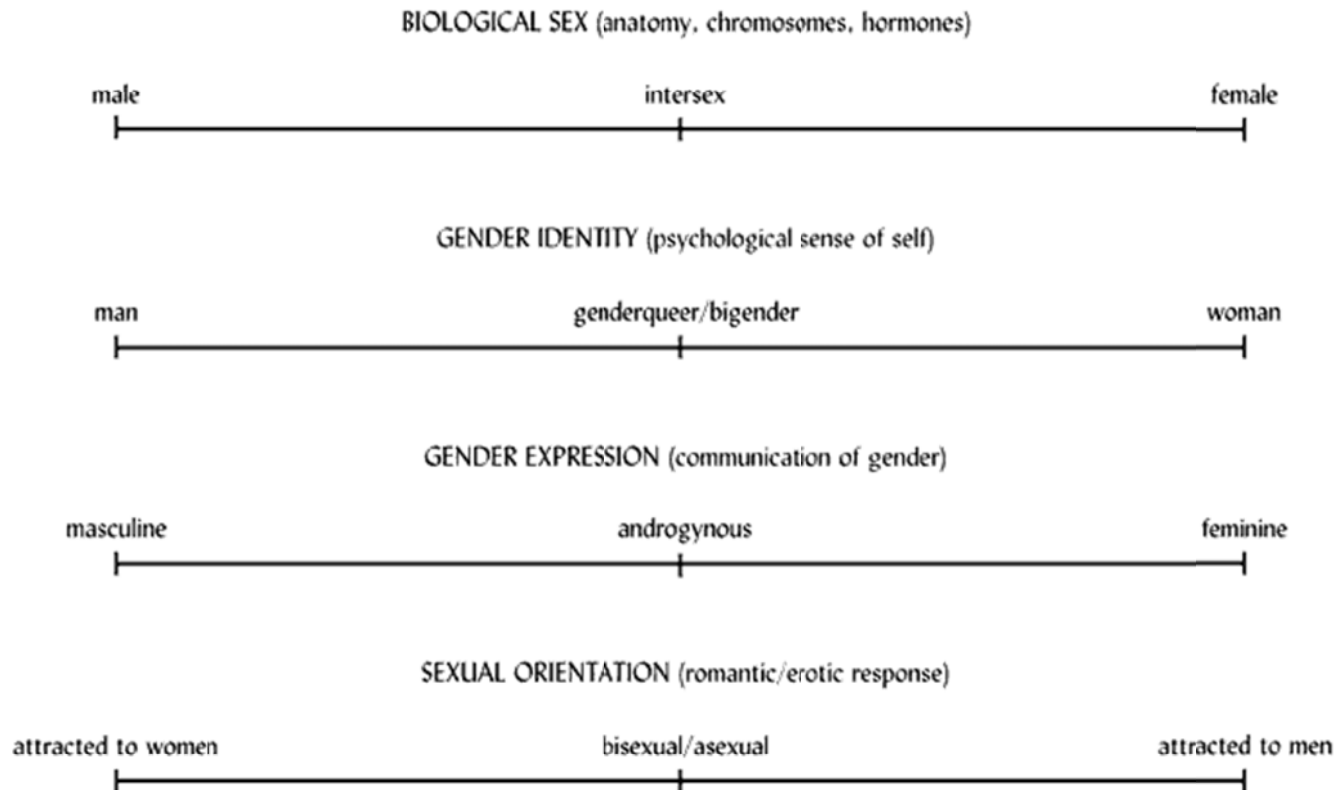 BIOLOGICAL SEX (anatomy, chromosomes, hormones)
male intersex female
GENDER IDENTITY (psychological sense of self)
man genderqueer/bigender woman
GENDER EXPRESSION (communication of gender)
masculine androgynous feminine
SEXUAL ORIENTATION (romantic/erotic response)
attracted to women bisexual/asexual attracted to men